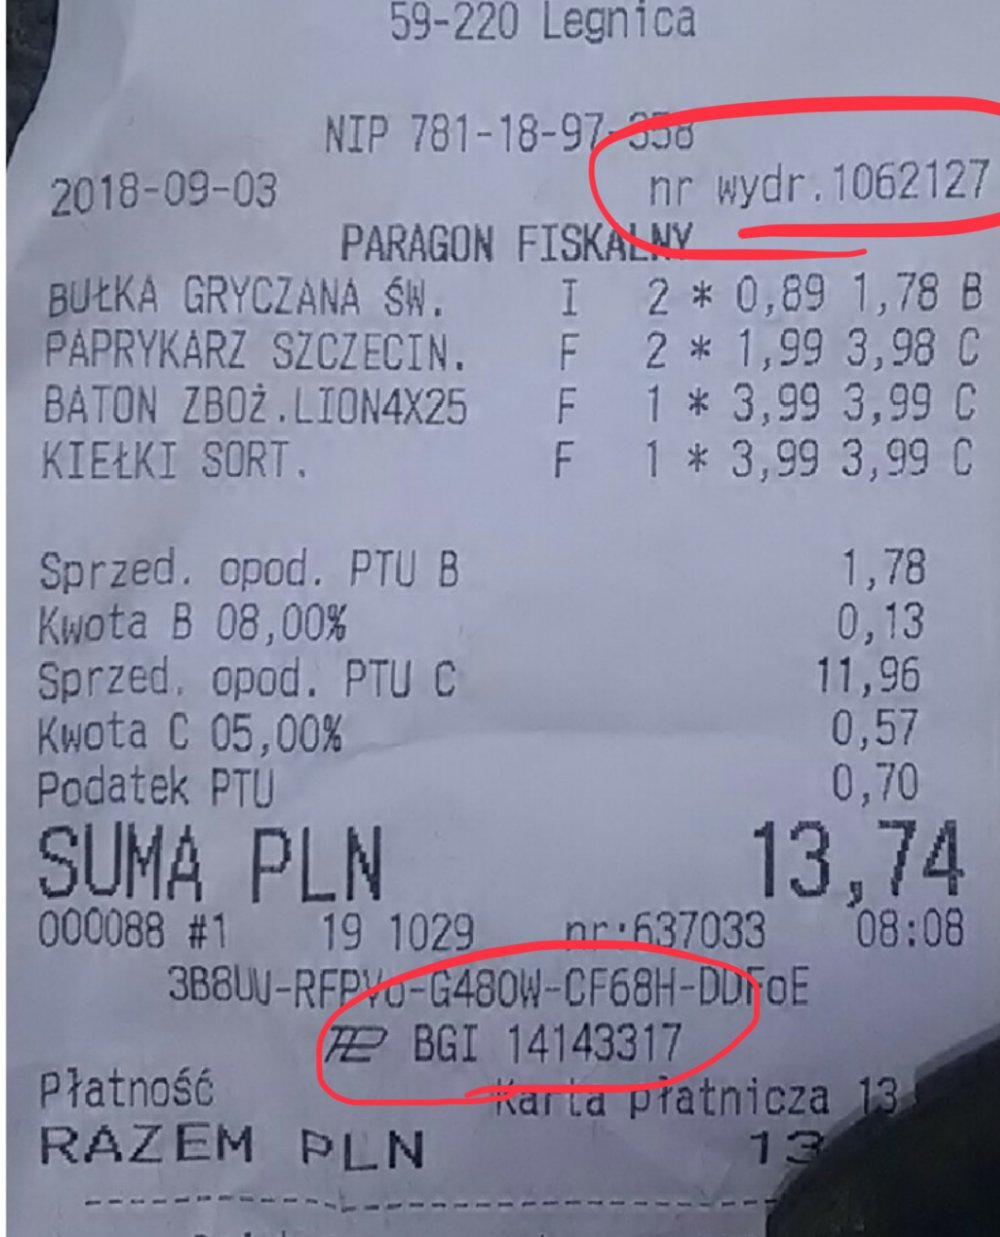 59-220 Legnica
NIP 781-18-97-358
2018-09-03 nr wydr.1062127
PARAGON FISKALNY
BUŁKA GRYCZANA ŚW. I 2 * 0,89 1,78 B
PAPRYKARZ SZCZECIN. F 2 * 1,99 3,98 C
BATON ZBOŻ.LION4X25 F 1 * 3,99 3,99 C
KIEŁKI SORT. F 1 * 3,99 3,99 C
Sprzed. opod. PTU B 1,78
Kwota B 08,00% 0,13
Sprzed. opod. PTU C 11,96
Kwota C 05,00% 0,57
Podatek PTU 0,70
SUMA PLN 13,74
000088 #1 19 1029 nr:637033 08:08
BGI 14143317
Płatność Karta płatnicza 13
RAZEM PLN 13